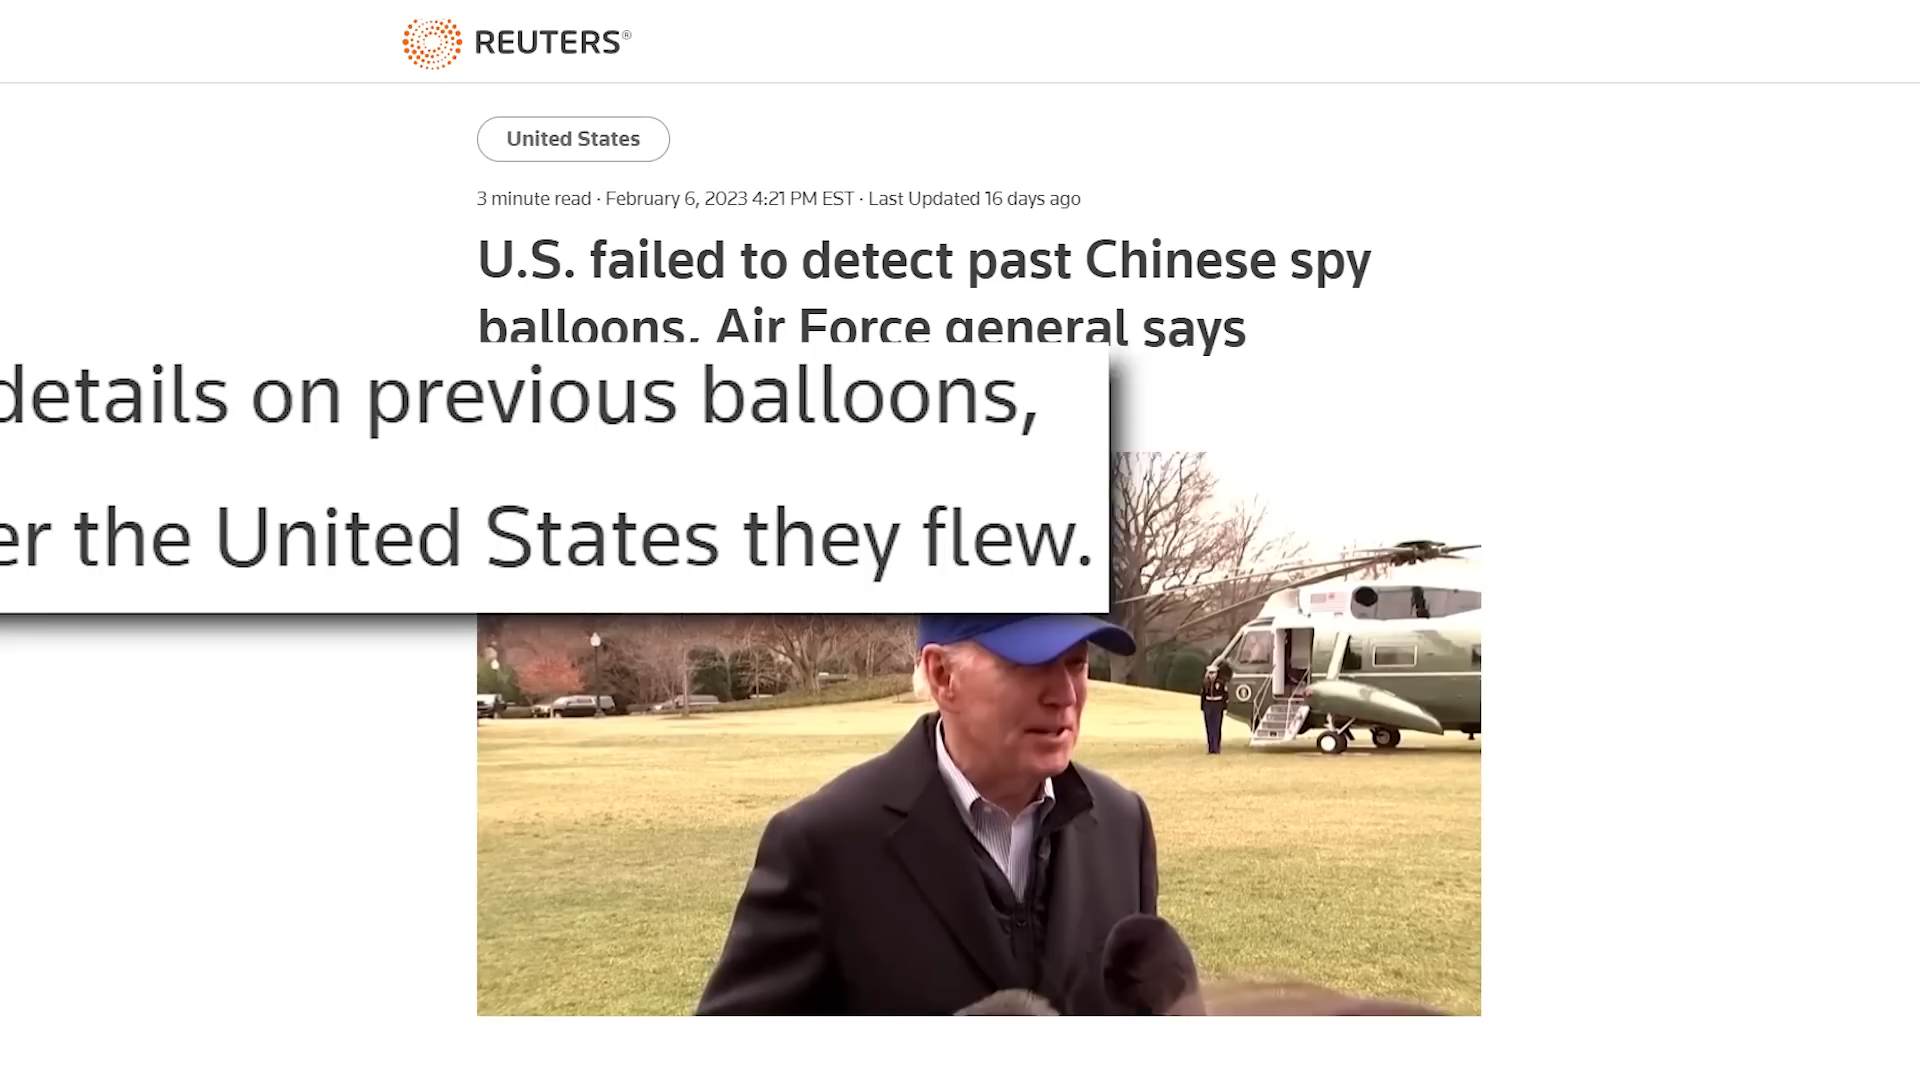 REUTERS®
United States
3 minute read · February 6, 2023 4:21 PM EST · Last Updated 16 days ago
U.S. failed to detect past Chinese spy
balloons, Air Force general says
details on previous balloons,
the United States they flew.